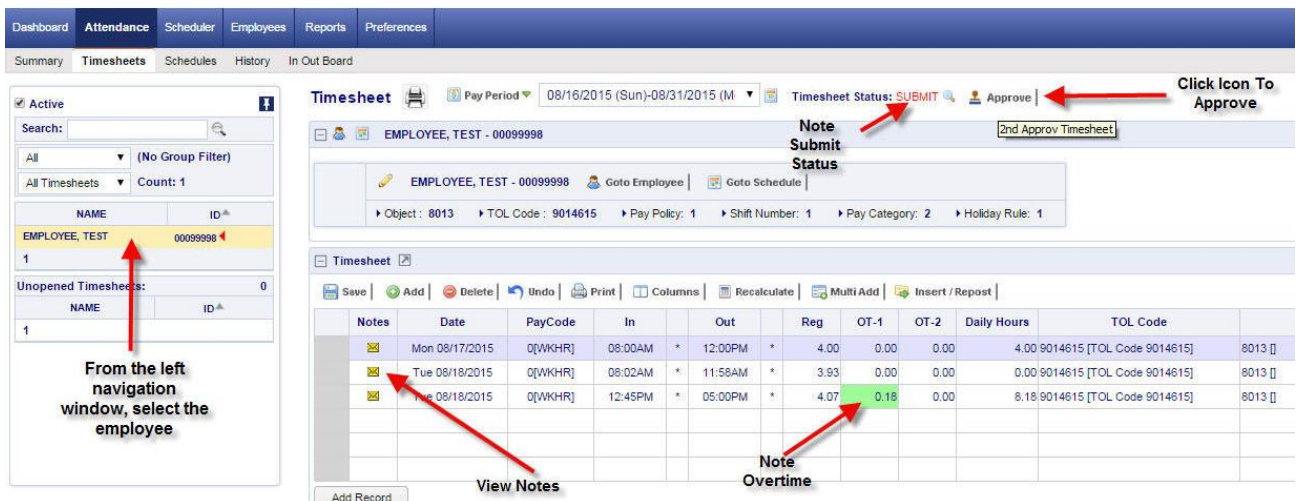 Dashboard Attendance Scheduler Employees Reports Preferences
Summary Timesheets Schedules History In Out Board
Active
Search:
All (No Group Filter)
All Timesheets Count: 1
NAME ID
EMPLOYEE, TEST 00099998
1
Unopened Timesheets: 0
NAME ID
1
From the left
navigation
window, select the
employee
Timesheet Pay Period 08/16/2015 (Sun)-08/31/2015 (M Timesheet Status: SUBMIT Approve
Click Icon To
Approve
2nd Approv Timesheet
Note
Submit
Status
EMPLOYEE, TEST - 00099998
EMPLOYEE, TEST - 00099998 Goto Employee Goto Schedule
Object : 8013 TOL Code : 9014615 Pay Policy: 1 Shift Number: 1 Pay Category: 2 Holiday Rule: 1
Timesheet
Save Add Delete Undo Print Columns Recalculate Multi Add Insert / Repost
Notes Date PayCode In Out Reg OT-1 OT-2 Daily Hours TOL Code
Mon 08/17/2015 0[WKHR] 08:00AM * 12:00PM * 4.00 0.00 0.00 4.00 9014615 [TOL Code 9014615] 8013 []
Tue 08/18/2015 0[WKHR] 08:02AM * 11:58AM * 3.93 0.00 0.00 0.00 9014615 [TOL Code 9014615] 8013 []
Tue 08/18/2015 0[WKHR] 12:45PM * 05:00PM * 4.07 0.18 0.00 8.18 9014615 [TOL Code 9014615] 8013 []
View Notes
Note
Overtime
Add Record